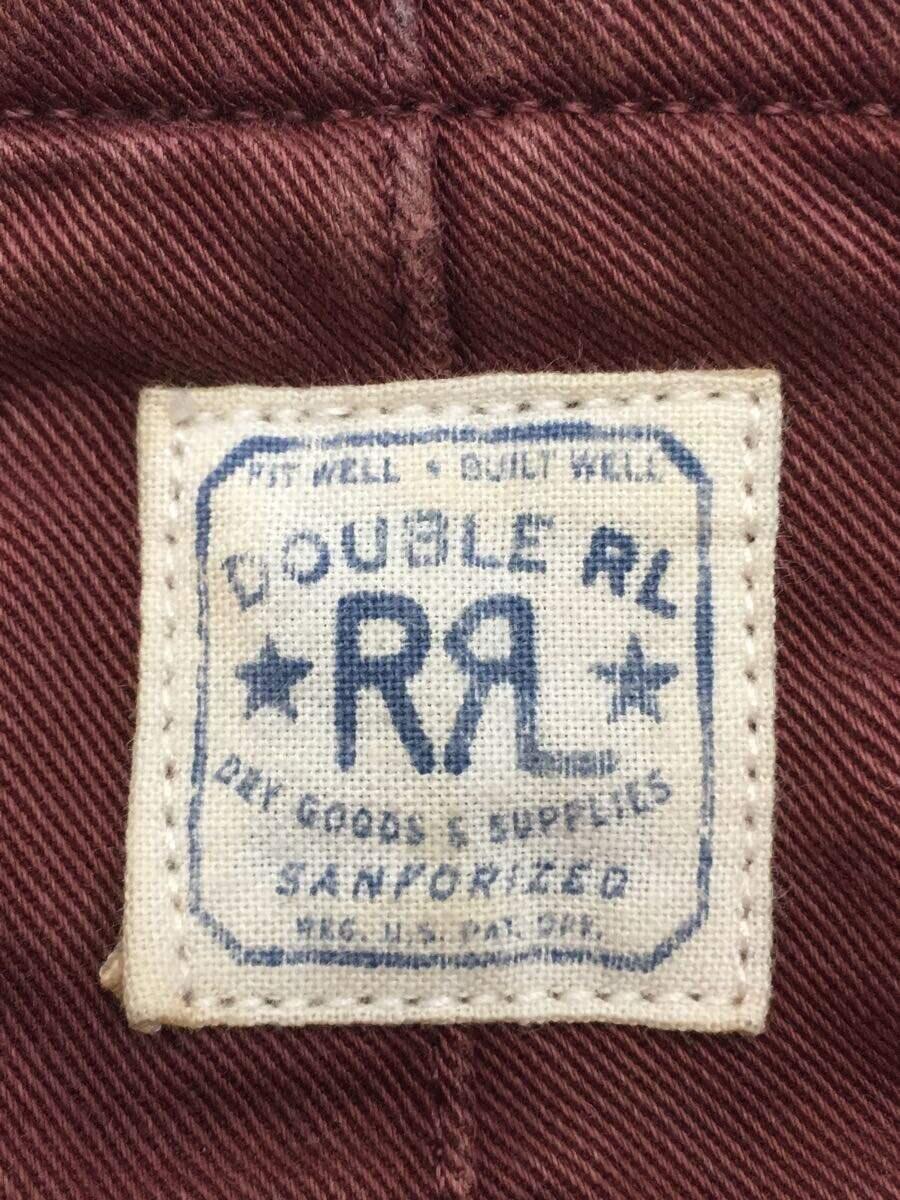 FIT WELL • BUILT WELL
DOUBLE RL
RRL
DRY GOODS & SUPPLIES
SANFORIZED
REG. U.S. PAT. OFF.